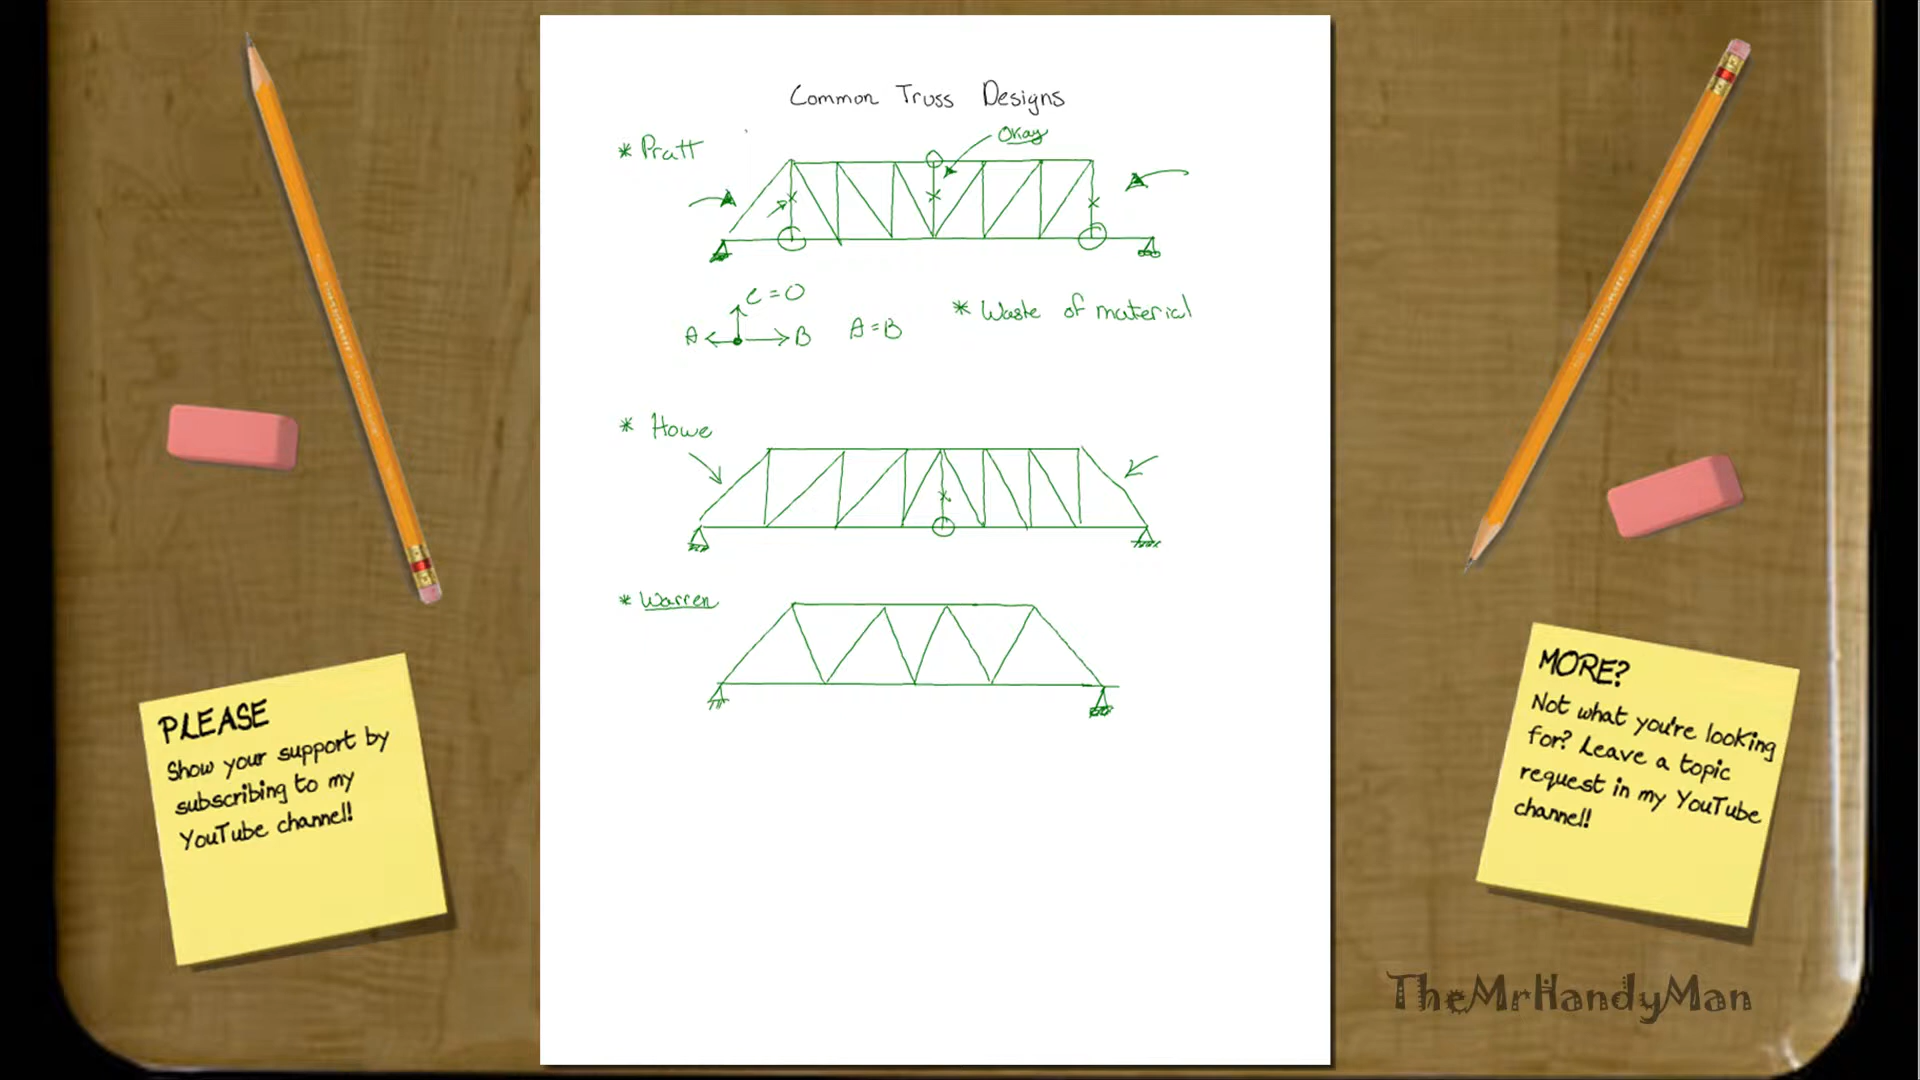 Common Truss Designs
* Pratt
Okay
C = O
A B A = B
* Waste of material
* Howe
* Warren
PLEASE
Show your support by
subscribing to my
YouTube channel!
MORE?
Not what you're looking
for? Leave a topic
request in my YouTube
channel!
TheMrHandyMan